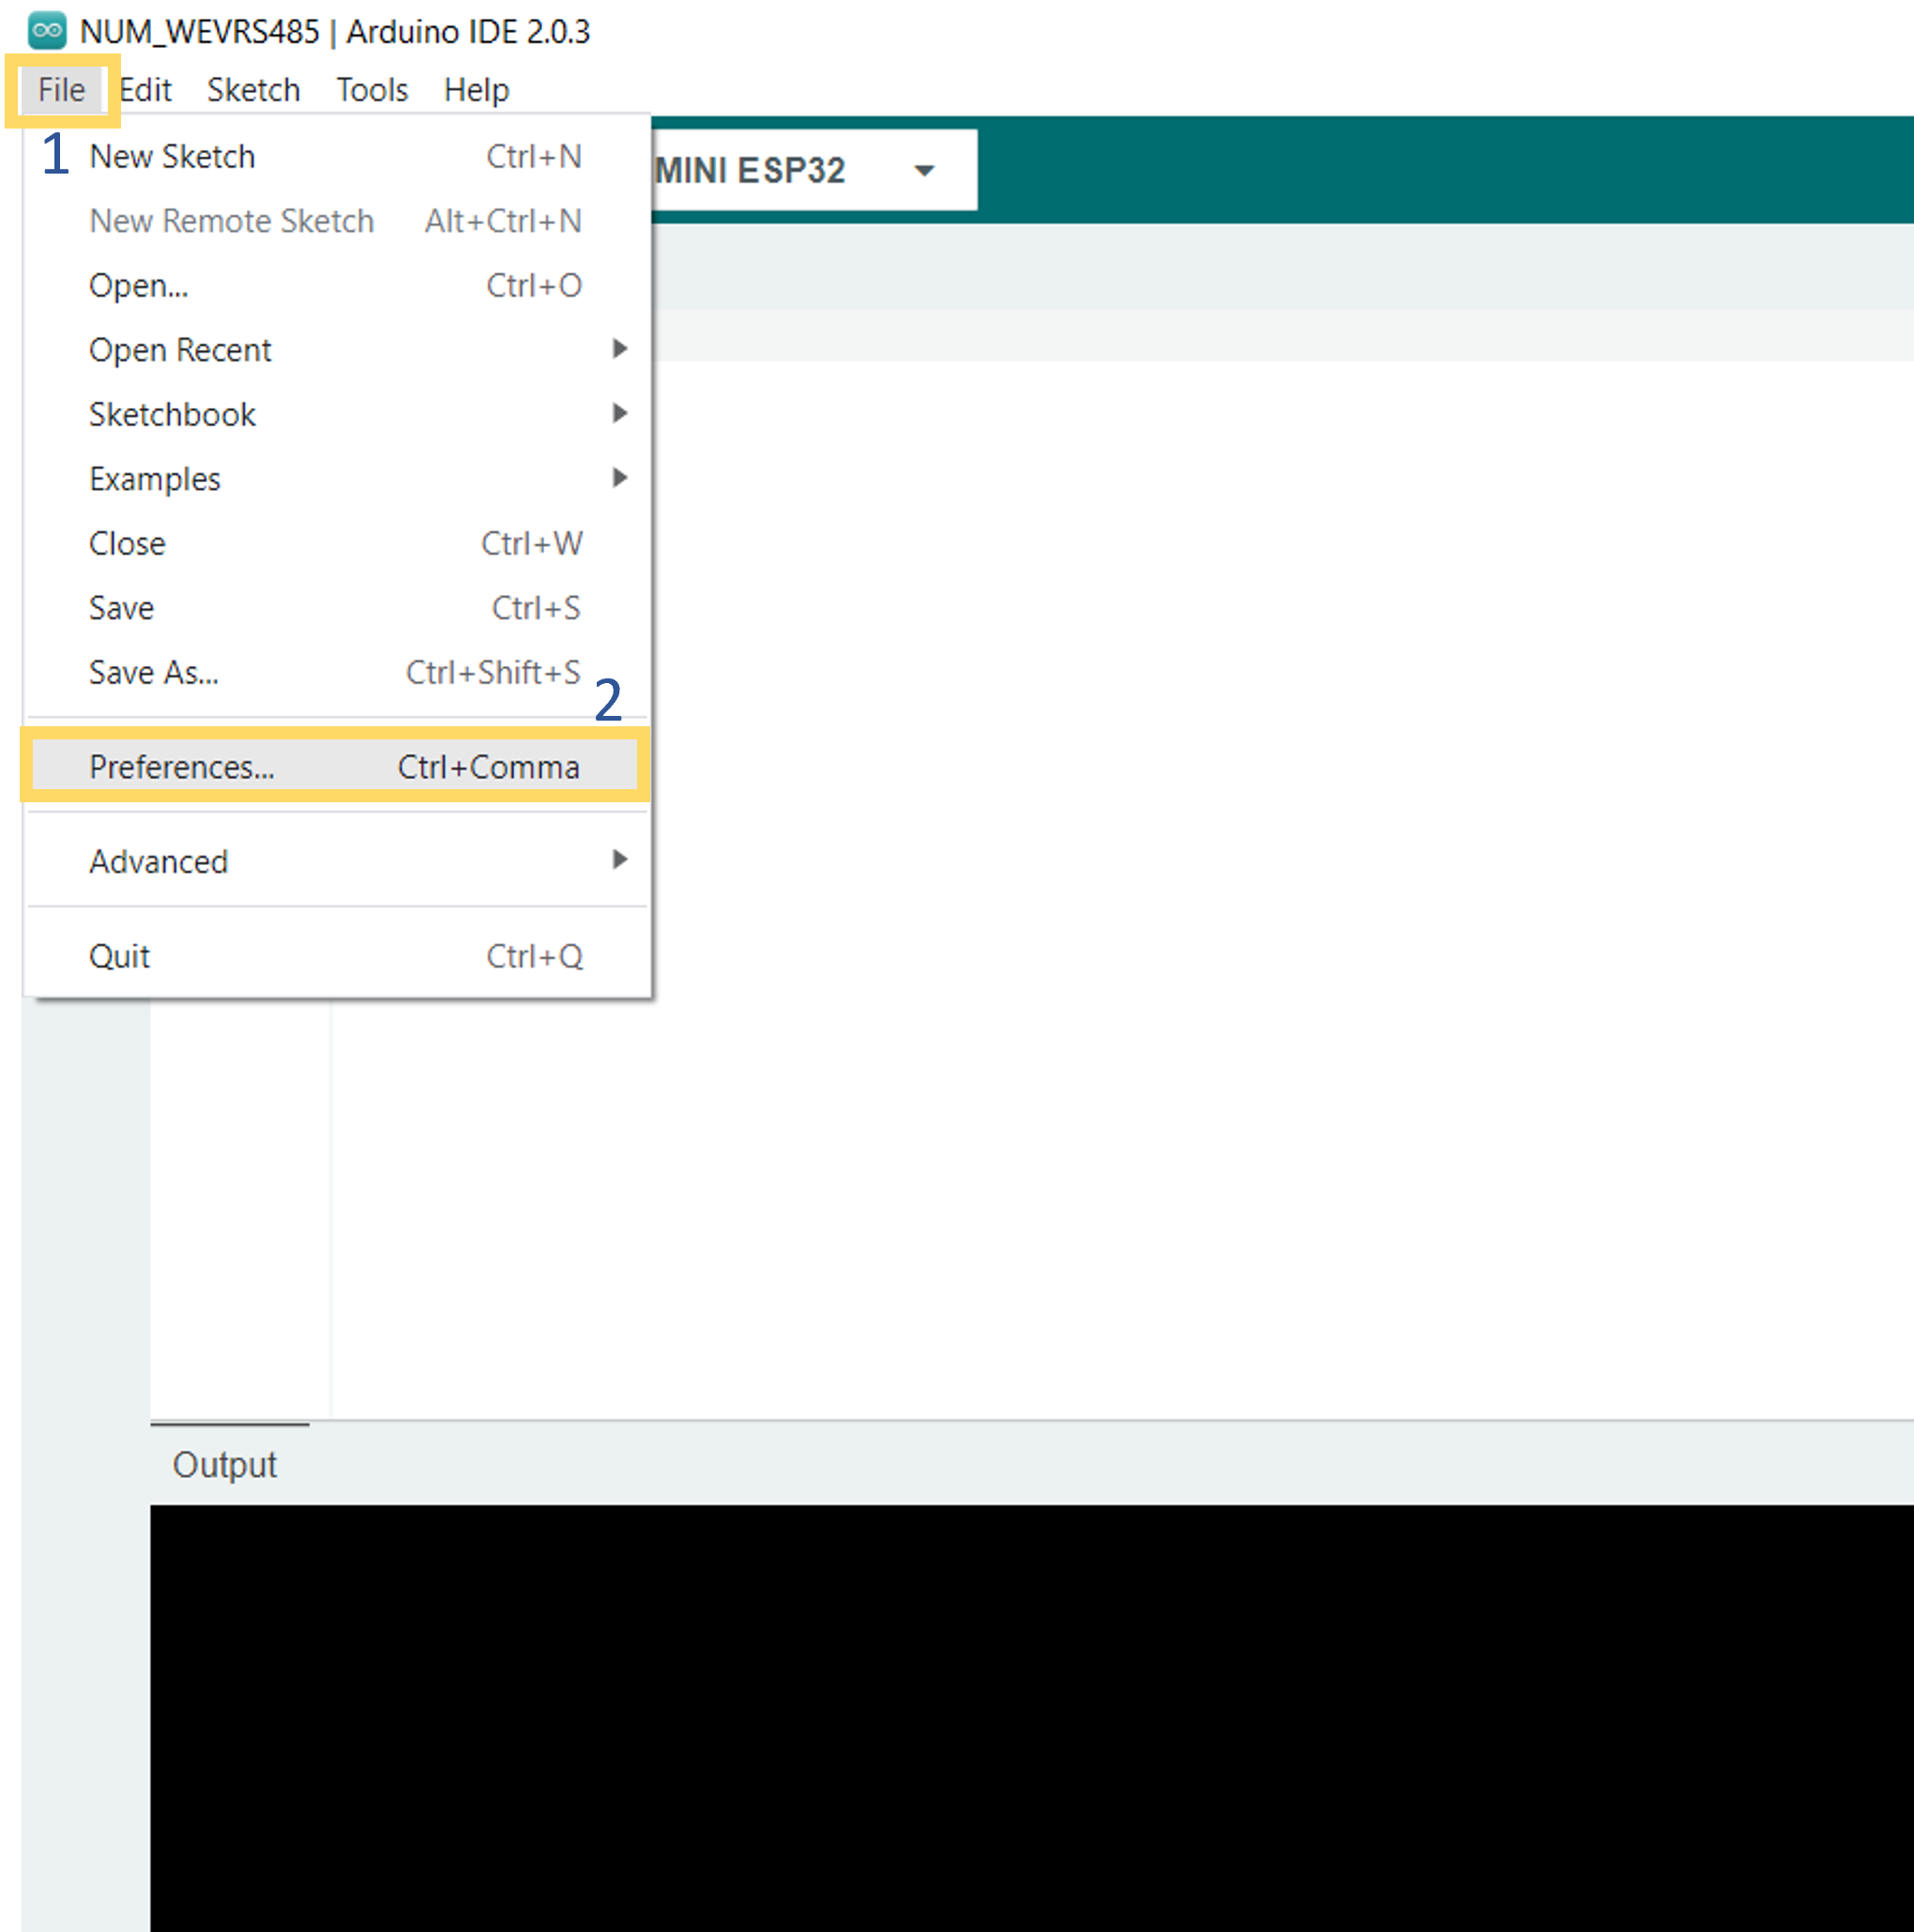 NUM_WEVRS485 | Arduino IDE 2.0.3
File Edit Sketch Tools Help
1 New Sketch Ctrl+N
MINI ESP32
New Remote Sketch Alt+Ctrl+N
Open... Ctrl+O
Open Recent
Sketchbook
Examples
Close Ctrl+W
Save Ctrl+S
Save As... Ctrl+Shift+S
2
Preferences... Ctrl+Comma
Advanced
Quit Ctrl+Q
Output